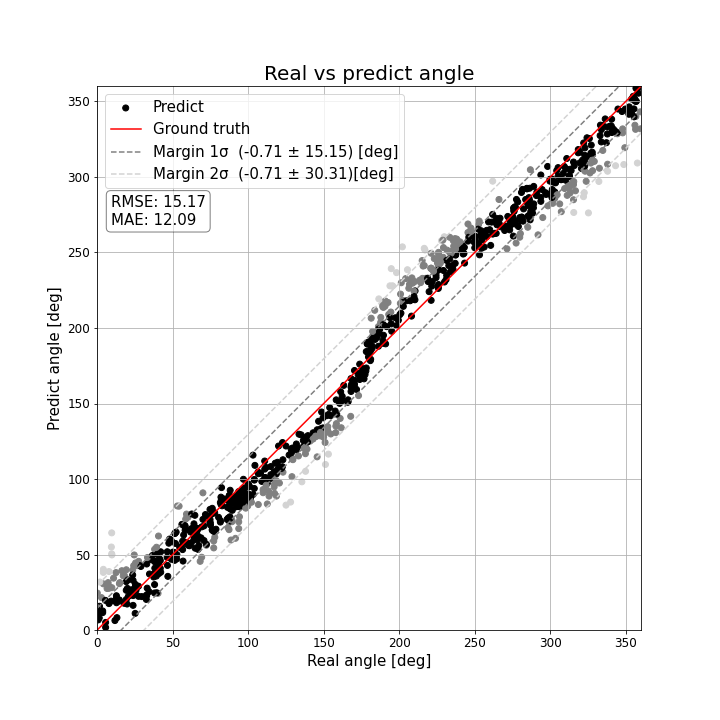 Real vs predict angle
Predict
Ground truth
Margin 1σ  (-0.71 ± 15.15) [deg]
Margin 2σ  (-0.71 ± 30.31)[deg]
RMSE: 15.17
MAE: 12.09
Predict angle [deg]
350
300
250
200
150
100
50
0
0 50 100 150 200 250 300 350
Real angle [deg]